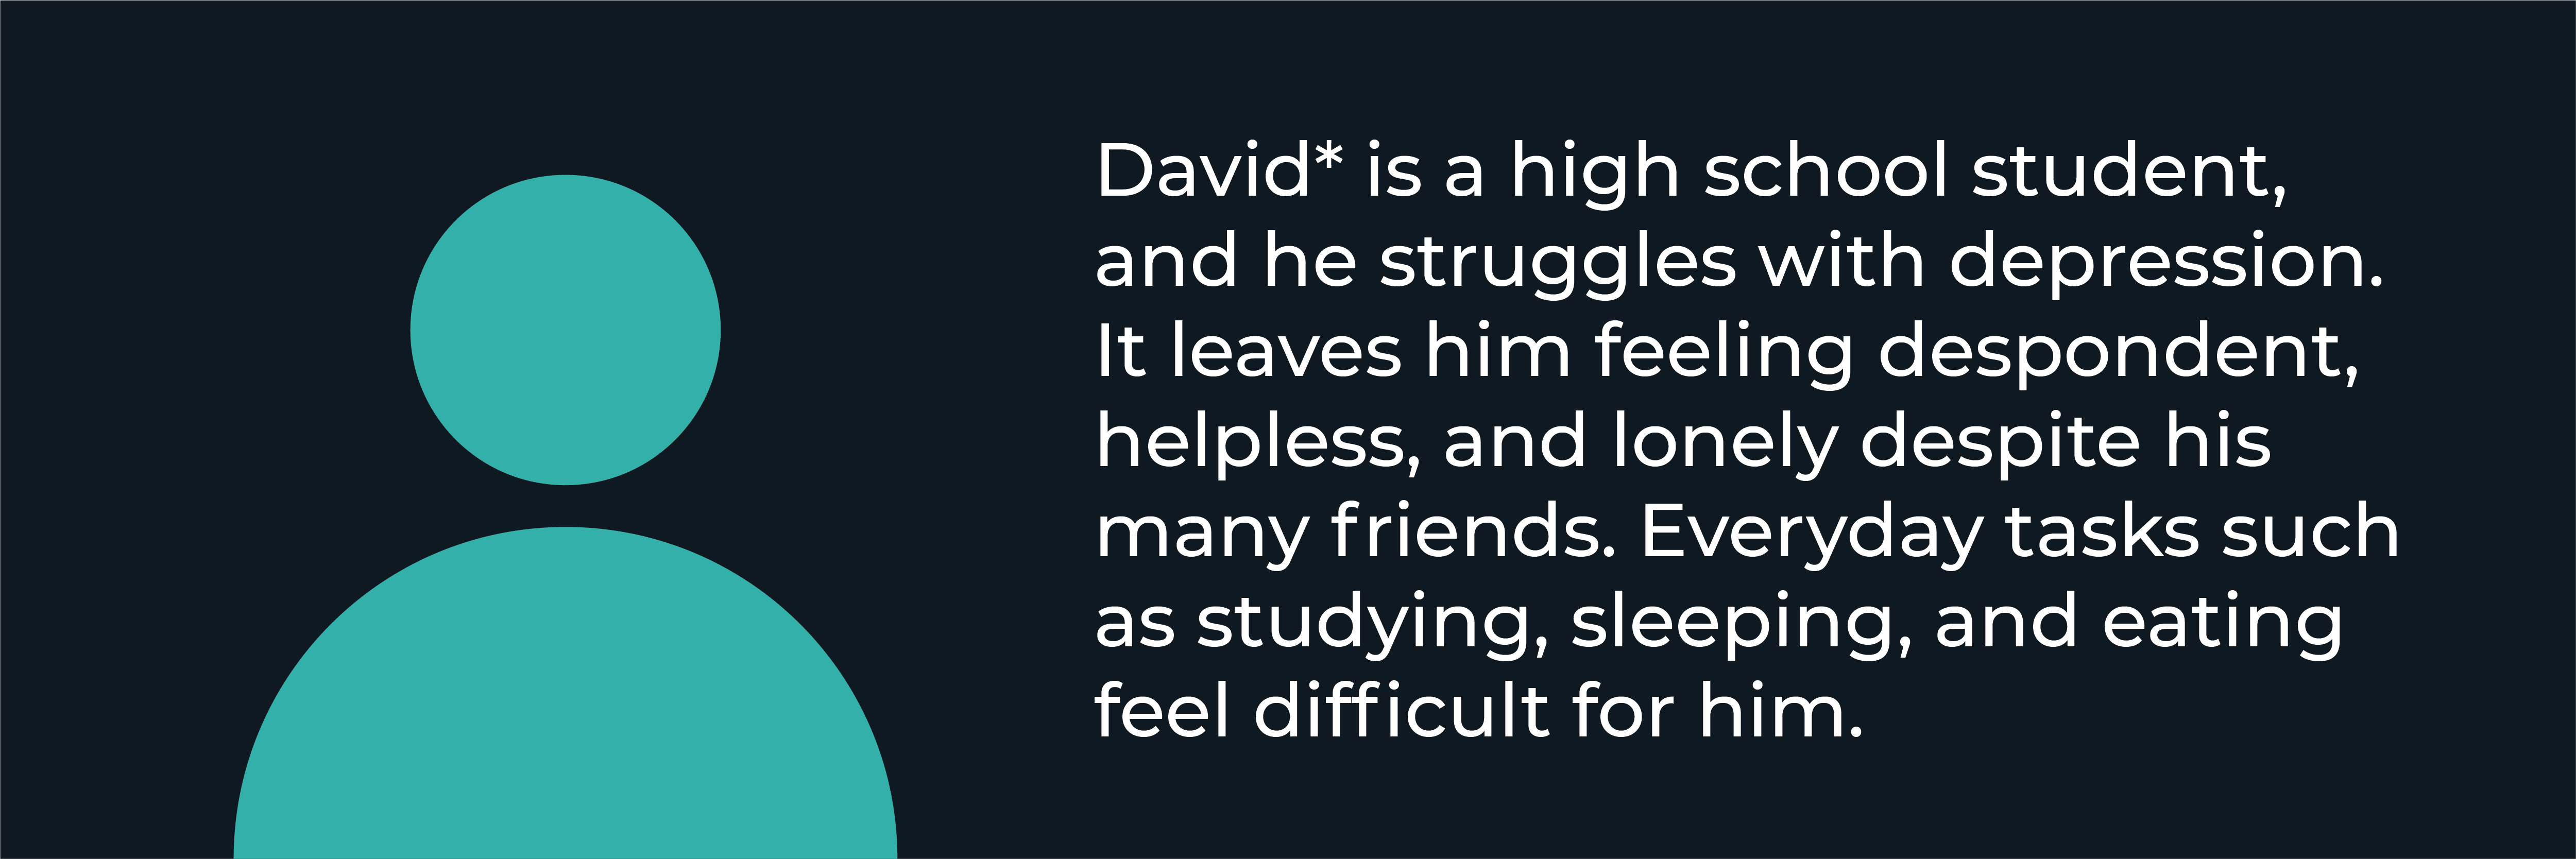 David* is a high school student,
and he struggles with depression.
It leaves him feeling despondent,
helpless, and lonely despite his
many friends. Everyday tasks such
as studying, sleeping, and eating
feel difficult for him.